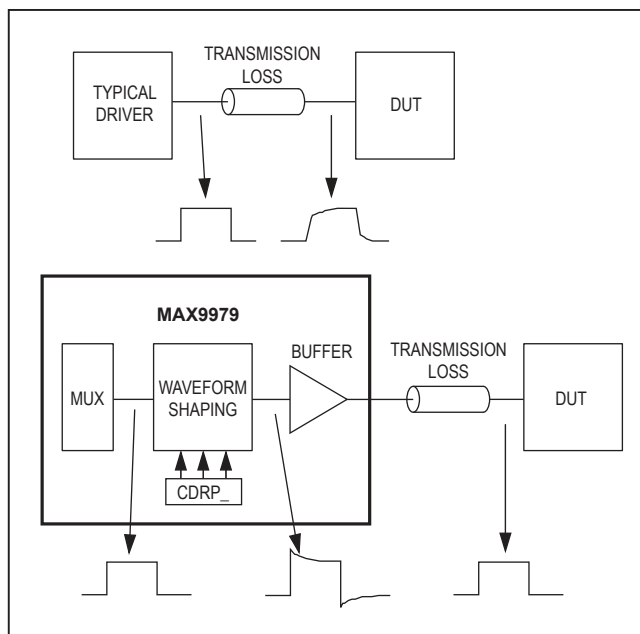 TRANSMISSION
LOSS
TYPICAL
DRIVER
DUT
MAX9979
MUX
WAVEFORM
SHAPING
BUFFER
TRANSMISSION
LOSS
DUT
CDRP_